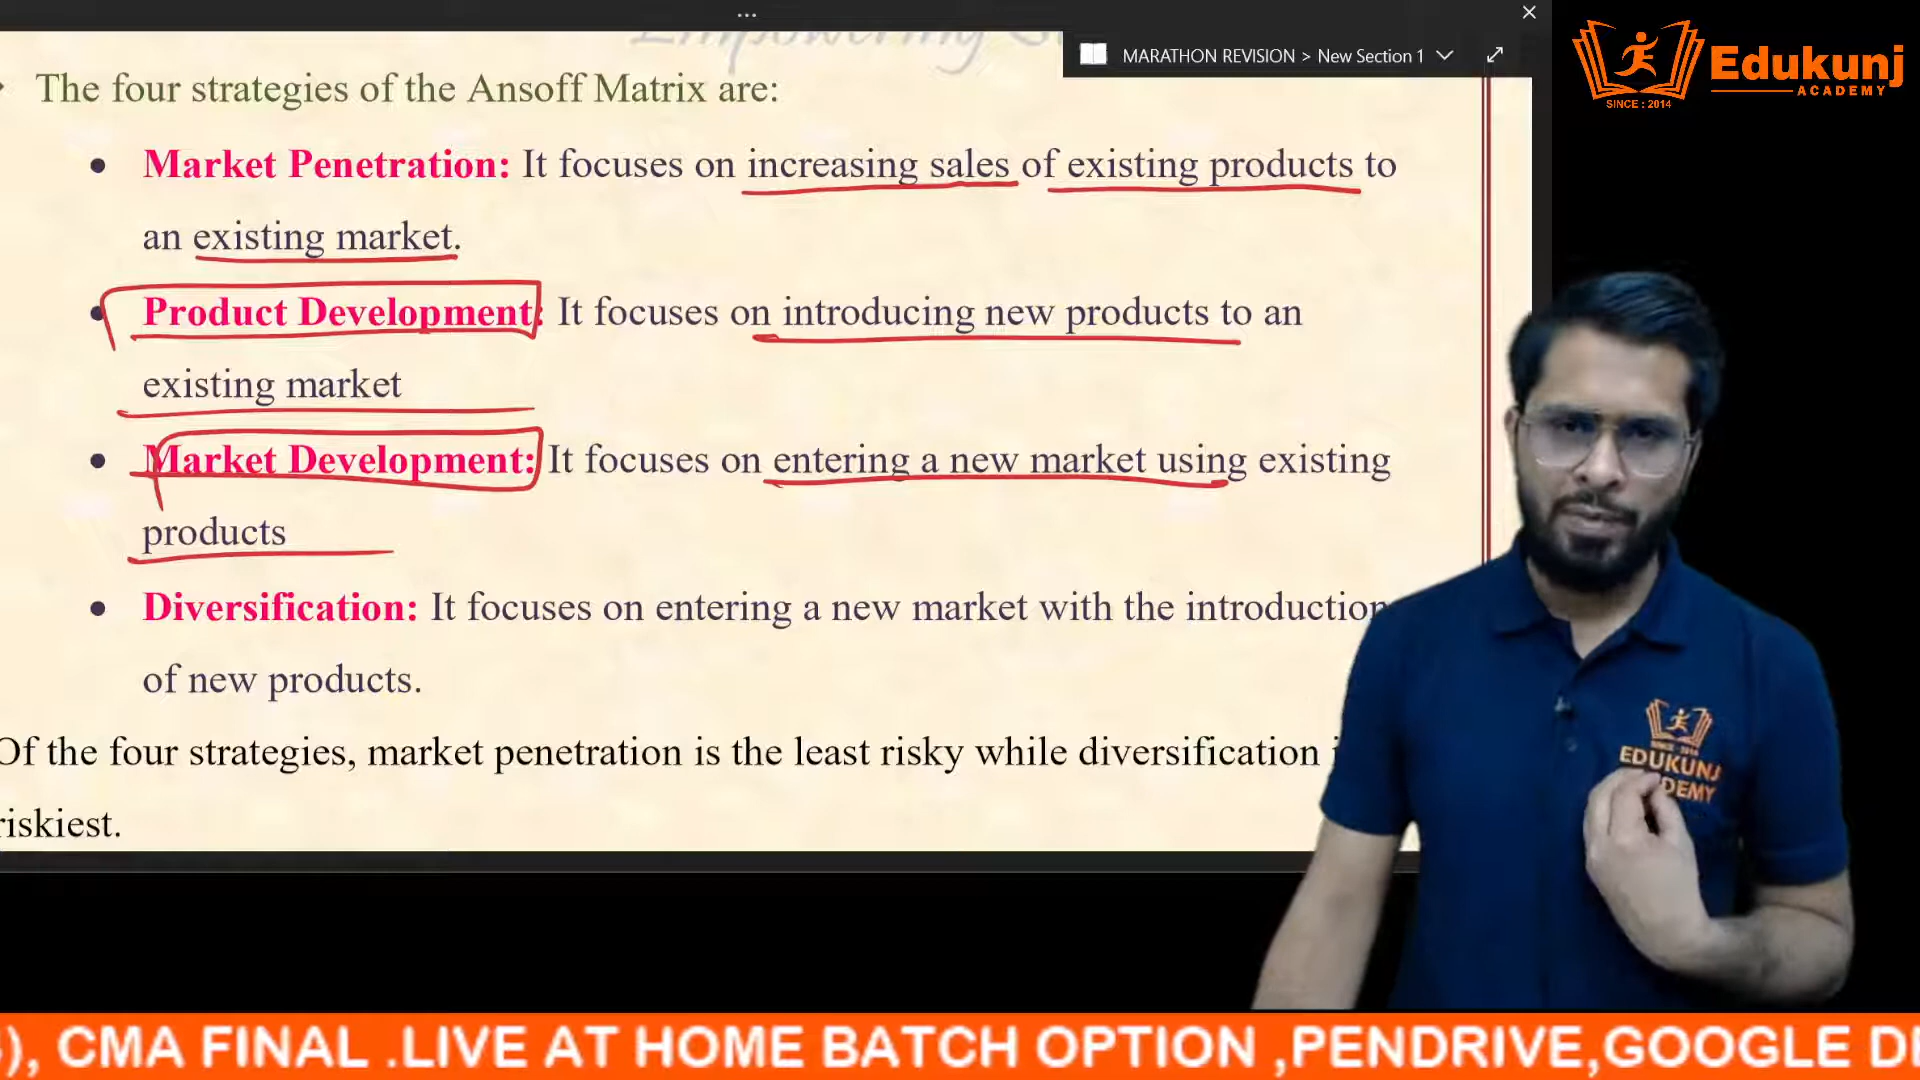 MARATHON REVISION > New Section 1
Edukunj
ACADEMY
SINCE : 2014
The four strategies of the Ansoff Matrix are:
• Market Penetration: It focuses on increasing sales of existing products to
an existing market.
• Product Development: It focuses on introducing new products to an
existing market
• Market Development: It focuses on entering a new market using existing
products
• Diversification: It focuses on entering a new market with the introduction
of new products.
Of the four strategies, market penetration is the least risky while diversification
riskiest.
EDUKUNJ
), CMA FINAL .LIVE AT HOME BATCH OPTION ,PENDRIVE,GOOGLE